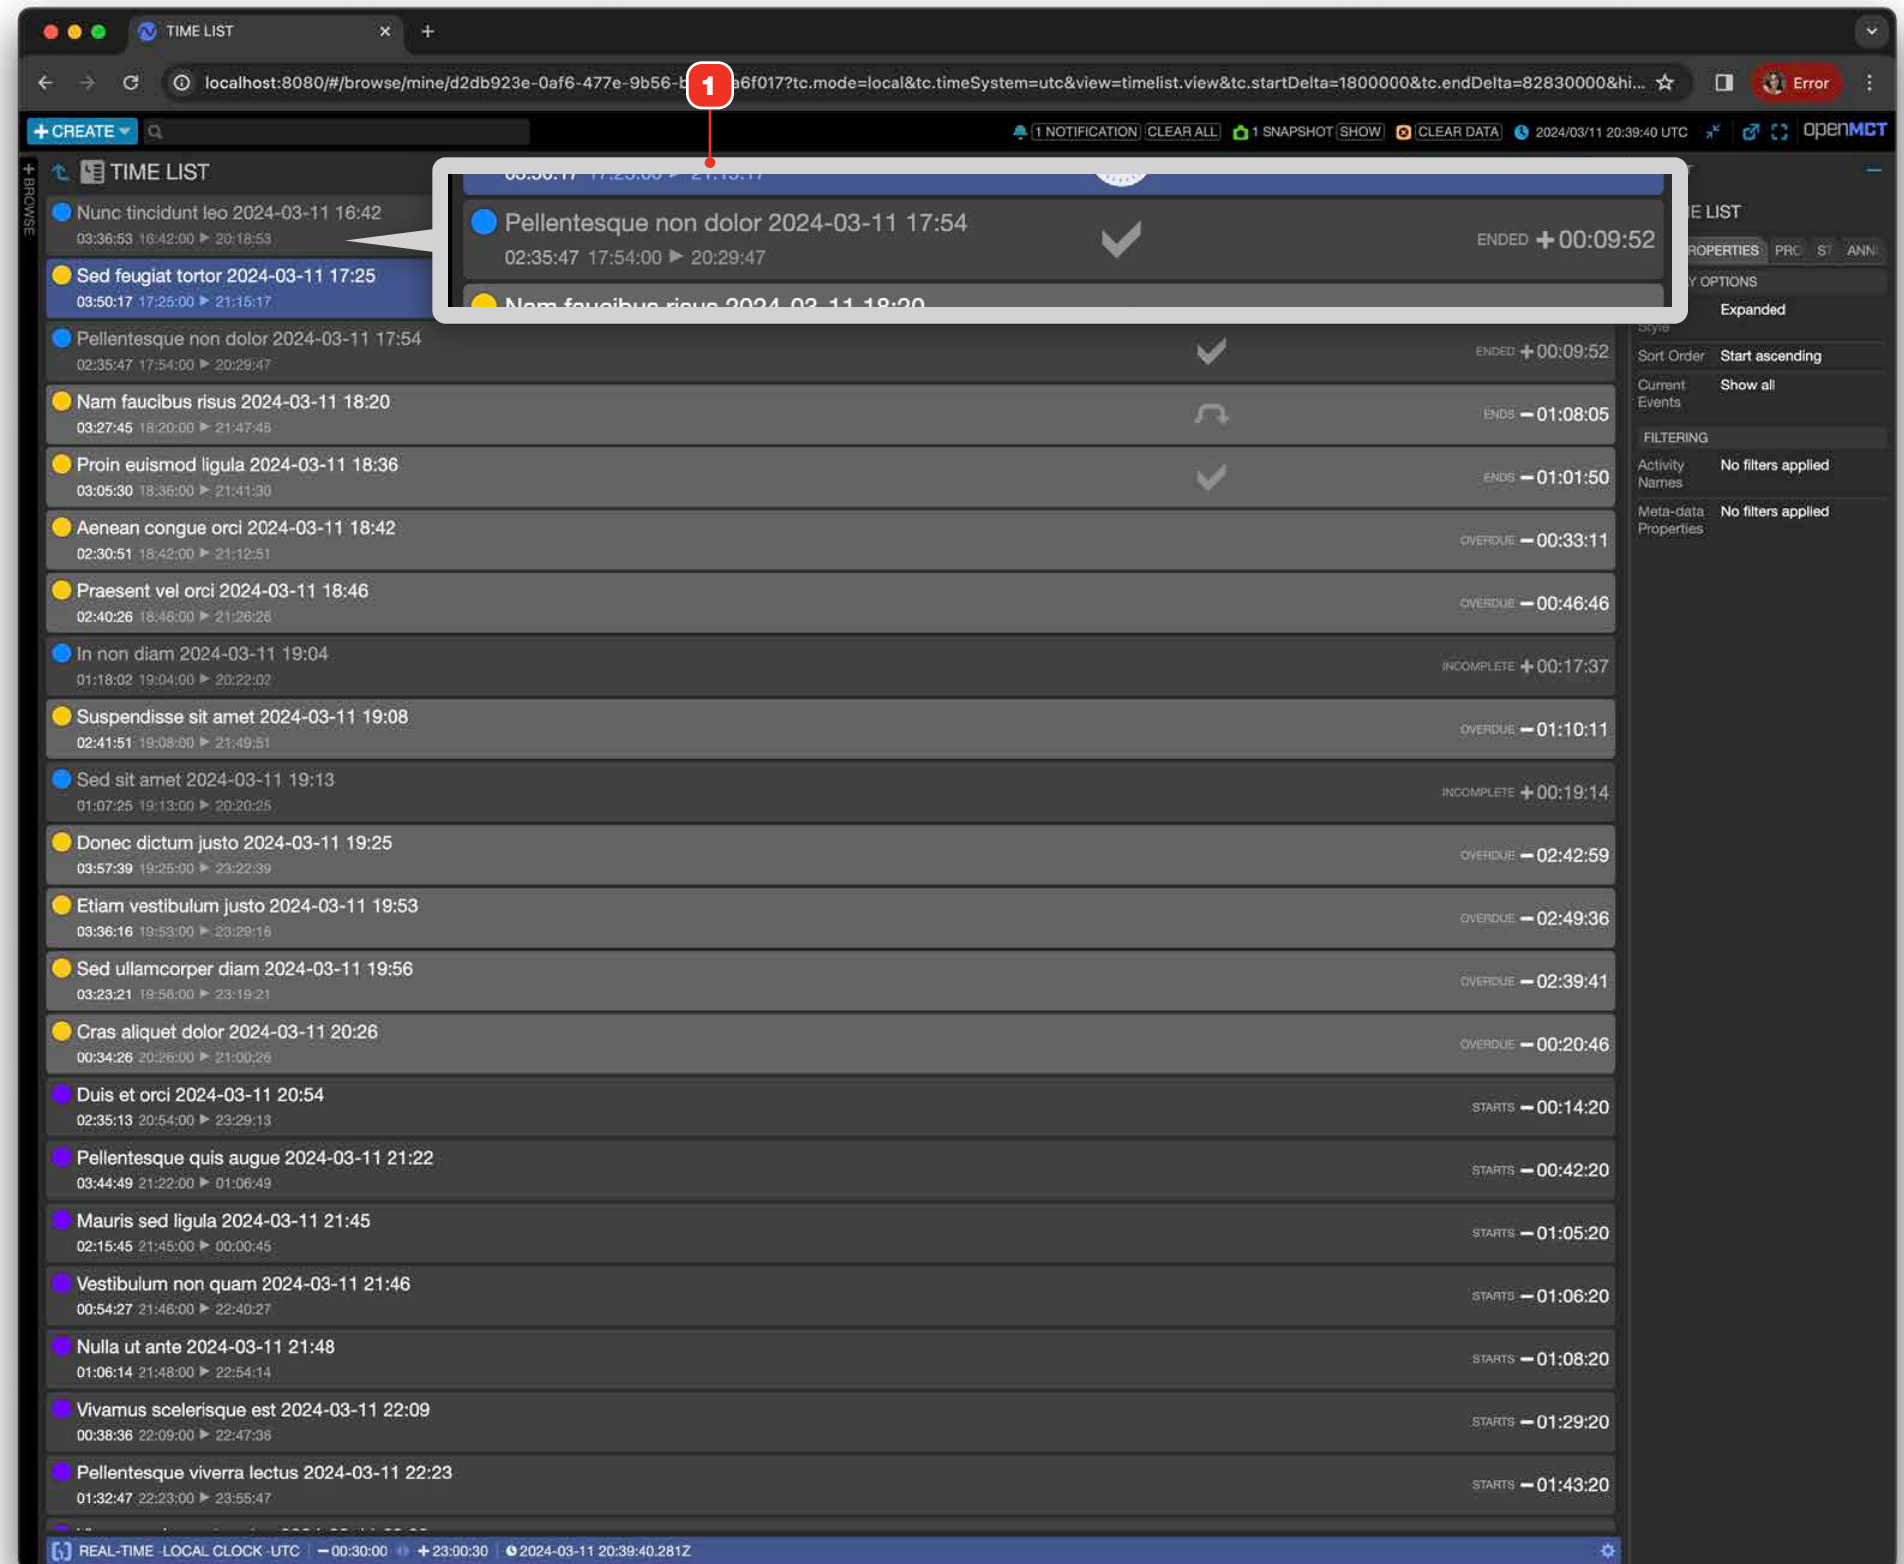 TIME LIST
localhost:8080/#/browse/mine/d2db923e-0af6-477e-9b56-b a6f017?tc.mode=local&tc.timeSystem=utc&view=timelist.view&tc.startDelta=1800000&tc.endDelta=82830000&hi... Error
1
+ CREATE 1 NOTIFICATION CLEAR ALL 1 SNAPSHOT SHOW CLEAR DATA 2024/03/11 20:39:40 UTC openMCT
+ BROWSE
TIME LIST
Nunc tincidunt leo 2024-03-11 16:42
03:36:53 16:42:00 ▶ 20:18:53
Sed feugiat tortor 2024-03-11 17:25
03:50:17 17:25:00 ▶ 21:15:17
03:50:17 17:25:00 ▶ 21:15:17
Pellentesque non dolor 2024-03-11 17:54
02:35:47 17:54:00 ▶ 20:29:47
ENDED +00:09:52
Nam faucibus risus 2024-03-11 18:20
Pellentesque non dolor 2024-03-11 17:54
02:35:47 17:54:00 ▶ 20:29:47
ENDED +00:09:52
Nam faucibus risus 2024-03-11 18:20
03:27:45 18:20:00 ▶ 21:47:45
ENDS −01:08:05
Proin euismod ligula 2024-03-11 18:36
03:05:30 18:36:00 ▶ 21:41:30
ENDS −01:01:50
Aenean congue orci 2024-03-11 18:42
02:30:51 18:42:00 ▶ 21:12:51
OVERDUE −00:33:11
Praesent vel orci 2024-03-11 18:46
02:40:26 18:46:00 ▶ 21:26:26
OVERDUE −00:46:46
In non diam 2024-03-11 19:04
01:18:02 19:04:00 ▶ 20:22:02
INCOMPLETE +00:17:37
Suspendisse sit amet 2024-03-11 19:08
02:41:51 19:08:00 ▶ 21:49:51
OVERDUE −01:10:11
Sed sit amet 2024-03-11 19:13
01:07:25 19:13:00 ▶ 20:20:25
INCOMPLETE +00:19:14
Donec dictum justo 2024-03-11 19:25
03:57:39 19:25:00 ▶ 23:22:39
OVERDUE −02:42:59
Etiam vestibulum justo 2024-03-11 19:53
03:36:16 19:53:00 ▶ 23:29:16
OVERDUE −02:49:36
Sed ullamcorper diam 2024-03-11 19:56
03:23:21 19:56:00 ▶ 23:19:21
OVERDUE −02:39:41
Cras aliquet dolor 2024-03-11 20:26
00:34:26 20:26:00 ▶ 21:00:26
OVERDUE −00:20:46
Duis et orci 2024-03-11 20:54
02:35:13 20:54:00 ▶ 23:29:13
STARTS −00:14:20
Pellentesque quis augue 2024-03-11 21:22
03:44:49 21:22:00 ▶ 01:06:49
STARTS −00:42:20
Mauris sed ligula 2024-03-11 21:45
02:15:45 21:45:00 ▶ 00:00:45
STARTS −01:05:20
Vestibulum non quam 2024-03-11 21:46
00:54:27 21:46:00 ▶ 22:40:27
STARTS −01:06:20
Nulla ut ante 2024-03-11 21:48
01:06:14 21:48:00 ▶ 22:54:14
STARTS −01:08:20
Vivamus scelerisque est 2024-03-11 22:09
00:38:36 22:09:00 ▶ 22:47:36
STARTS −01:29:20
Pellentesque viverra lectus 2024-03-11 22:23
01:32:47 22:23:00 ▶ 23:55:47
STARTS −01:43:20
E LIST
ROPERTIES PRO ST ANN
Y OPTIONS
Expanded
Style
Sort Order Start ascending
Current Show all
Events
FILTERING
Activity No filters applied
Names
Meta-data No filters applied
Properties
REAL-TIME LOCAL CLOCK UTC −00:30:00 +23:00:30 2024-03-11 20:39:40.281Z